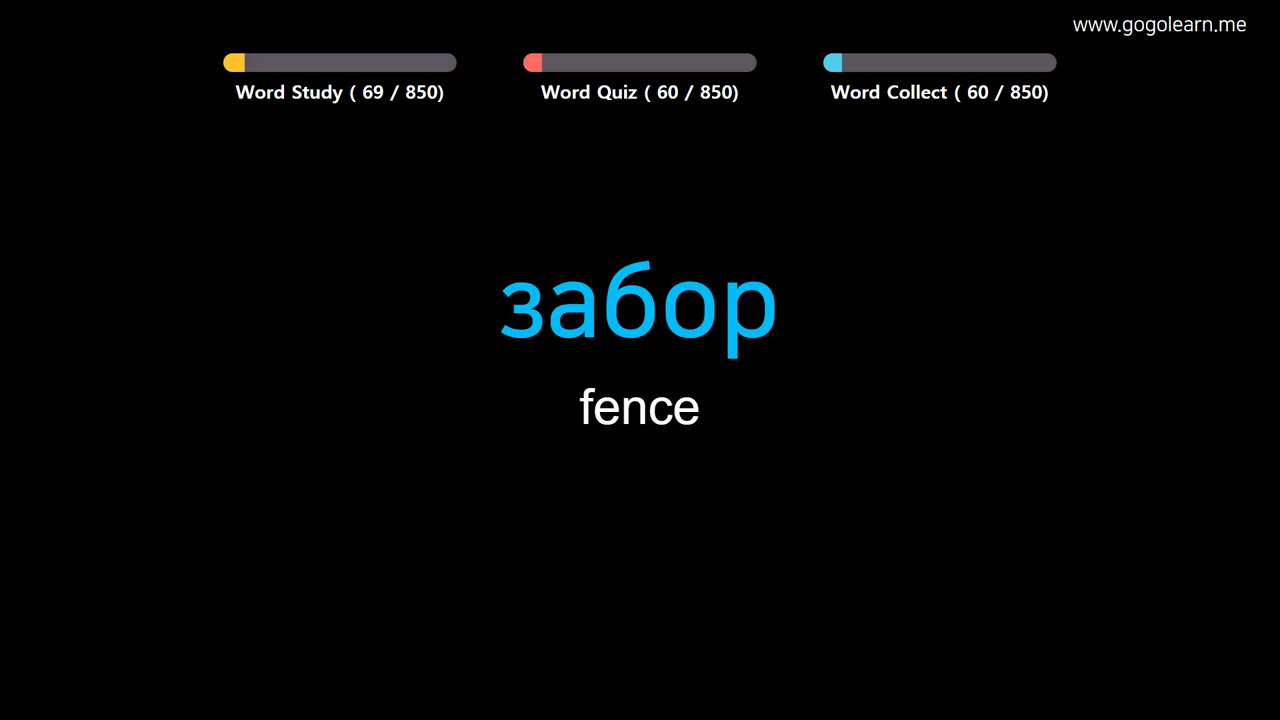 www.gogolearn.me
Word Study ( 69 / 850)
Word Quiz ( 60 / 850)
Word Collect ( 60 / 850)
забор
fence